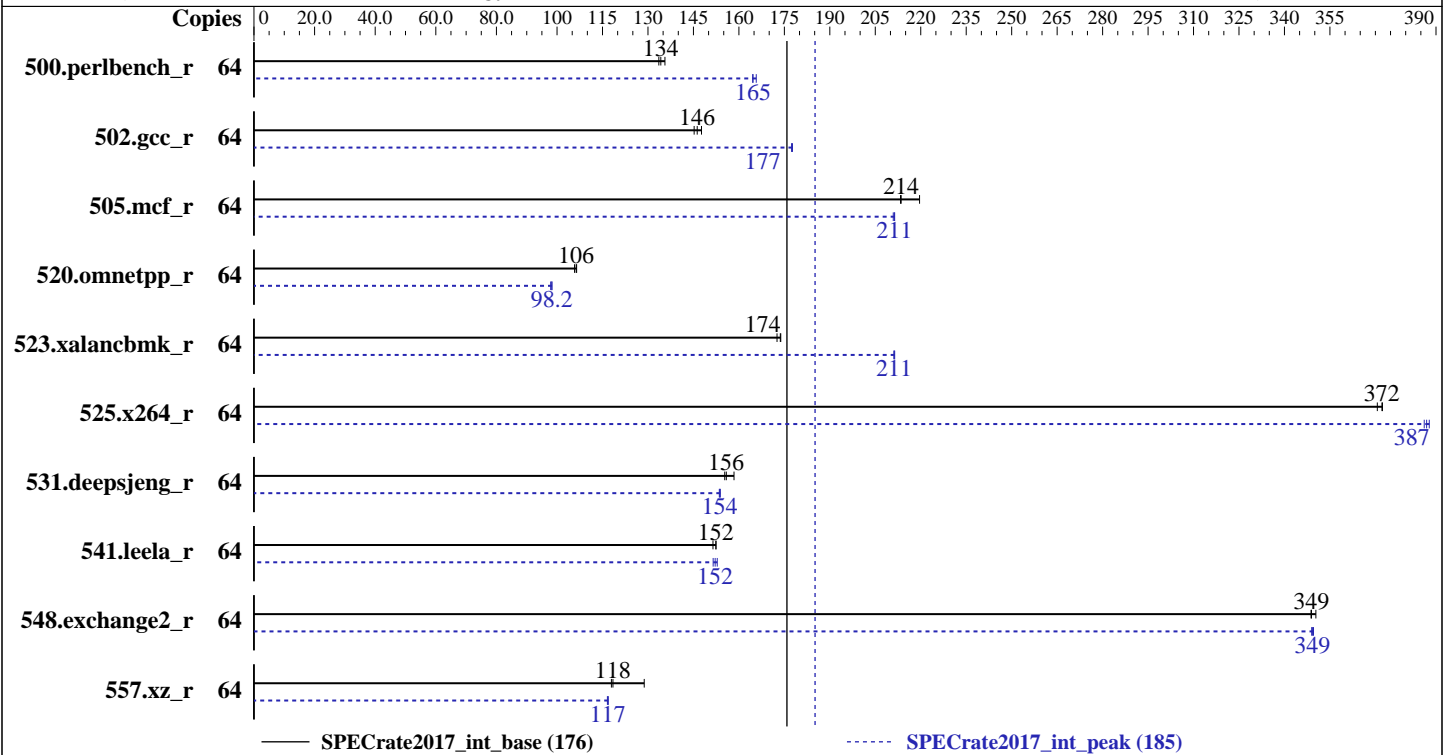 Copies 0 20.0 40.0 60.0 80.0 100 115 130 145 160 175 190 205 220 235 250 265 280 295 310 325 340 355 390
134
500.perlbench_r 64
165
146
502.gcc_r 64
177
214
505.mcf_r 64
211
106
520.omnetpp_r 64
98.2
174
523.xalancbmk_r 64
211
372
525.x264_r 64
387
156
531.deepsjeng_r 64
154
152
541.leela_r 64
152
349
548.exchange2_r 64
349
118
557.xz_r 64
117
SPECrate2017_int_base (176) SPECrate2017_int_peak (185)